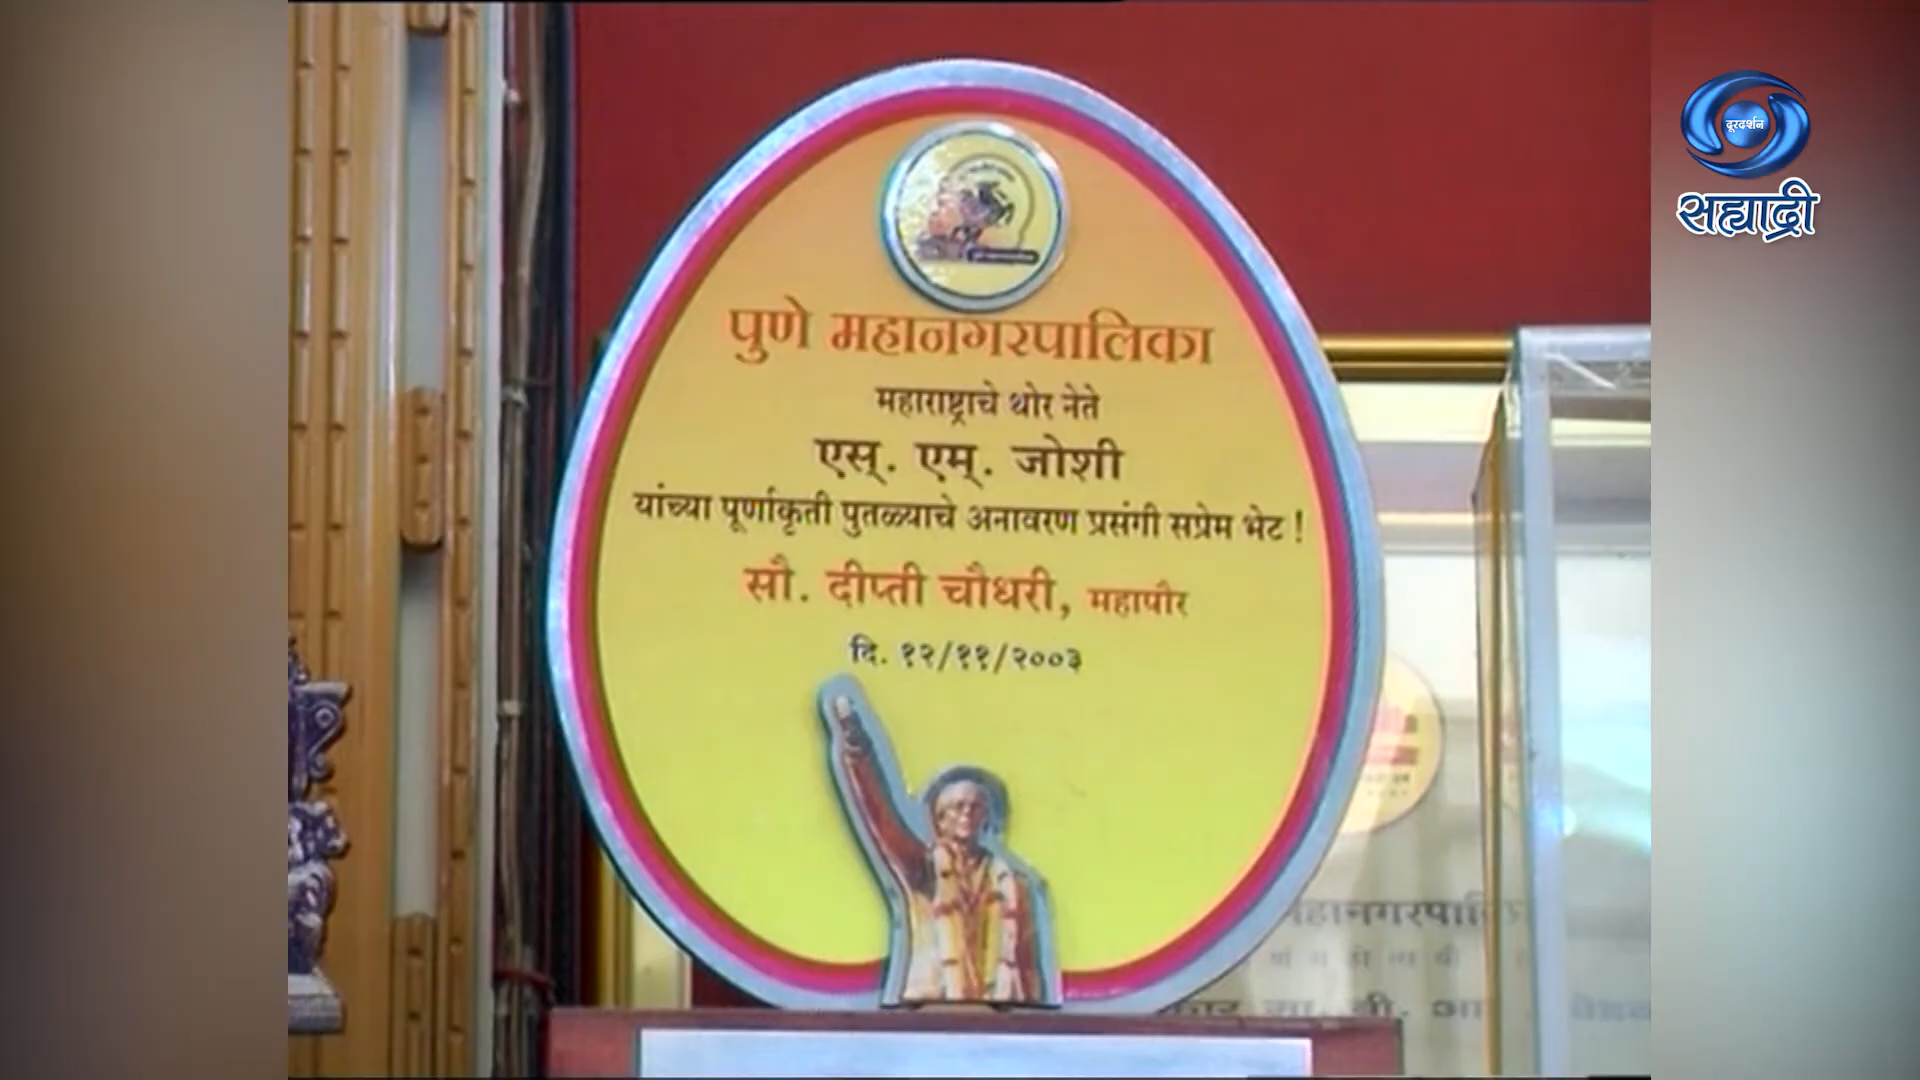 पुणे महानगरपालिका
महाराष्ट्राचे थोर नेते
एस्. एम्. जोशी
यांच्या पूर्णाकृती पुतळ्याचे अनावरण प्रसंगी सप्रेम भेट !
सौ. दीप्ती चौधरी, महापौर
दि. १२/११/२००३
दूरदर्शन
सह्याद्री